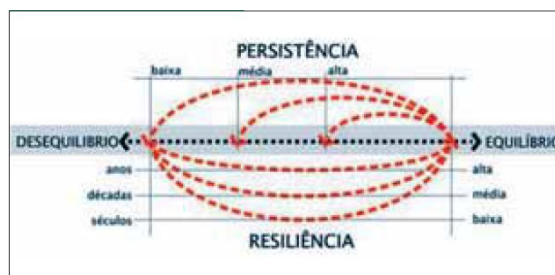 PERSISTÊNCIA
baixa média alta
DESEQUILIBRIO EQUILÍBRIO
anos alta
décadas média
séculos baixa
RESILIÊNCIA